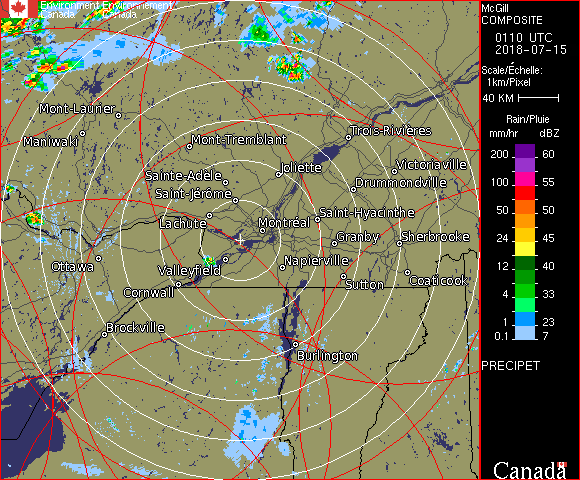 Environment Environnement
Canada Canada
Mont-Laurier
Maniwaki
Mont-Tremblant
Trois-Rivières
Sainte-Adèle
Joliette
Victoriaville
Saint-Jérôme
Drummondville
Lachute
Montréal
Saint-Hyacinthe
Granby
Sherbrooke
Ottawa
Valleyfield
Napierville
Cornwall
Sutton
Coaticook
Brockville
Burlington
McGill
COMPOSITE
0110 UTC
2018-07-15
Scale/Échelle:
1km/Pixel
40 KM
Rain/Pluie
mm/hr dBZ
200 60
100 55
50 50
24 45
12 40
4 33
1 23
0.1 7
PRECIPET
Canada